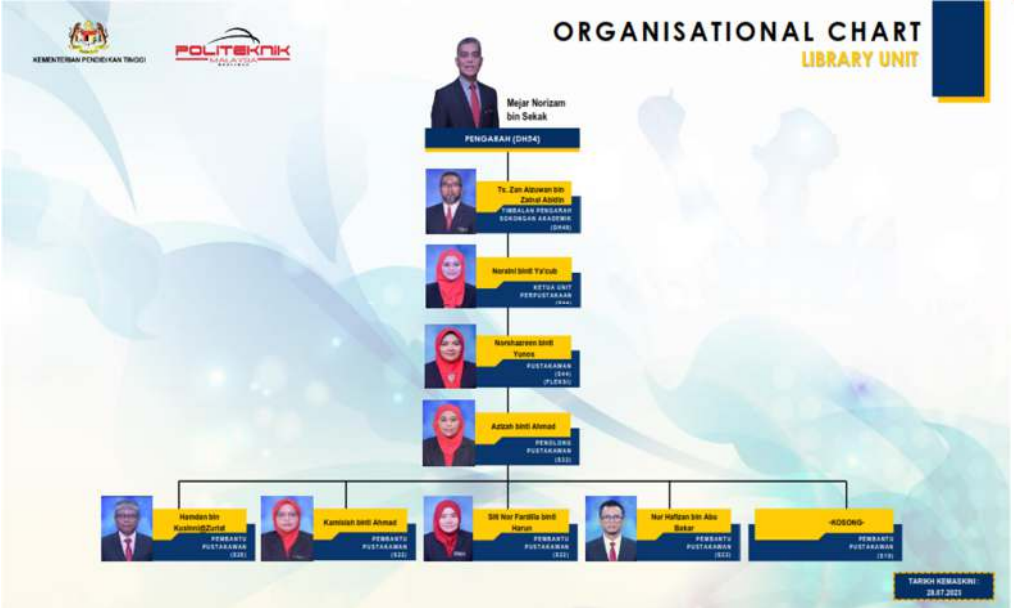 ORGANISATIONAL CHART
LIBRARY UNIT
KEMENTERIAN PENDIDIKAN TINGGI
POLITEKNIK
MALAYSIA
Mejar Norizam
bin Sekak
PENGARAH (DH54)
Ts. Zan Aizuwan bin
Zainal Abidin
TIMBALAN PENGARAH
SOKONGAN AKADEMIK
(DH48)
Noraini binti Ya'cub
KETUA UNIT
PERPUSTAKAAN
Norshazreen binti
Yunos
PUSTAKAWAN
(S44)
(FLEKSI)
Azizah binti Ahmad
PENOLONG
PUSTAKAWAN
(S32)
Hamdan bin
Kusinni@Zuriat
PEMBANTU
PUSTAKAWAN
Kamisiah binti Ahmad
PEMBANTU
PUSTAKAWAN
(S22)
Siti Nor Fardilla binti
Harun
PEMBANTU
PUSTAKAWAN
(S22)
Nur Hafizan bin Abu
Bakar
PEMBANTU
PUSTAKAWAN
(S22)
-KOSONG-
PEMBANTU
PUSTAKAWAN
(S19)
TARIKH KEMASKINI :
28.07.2023